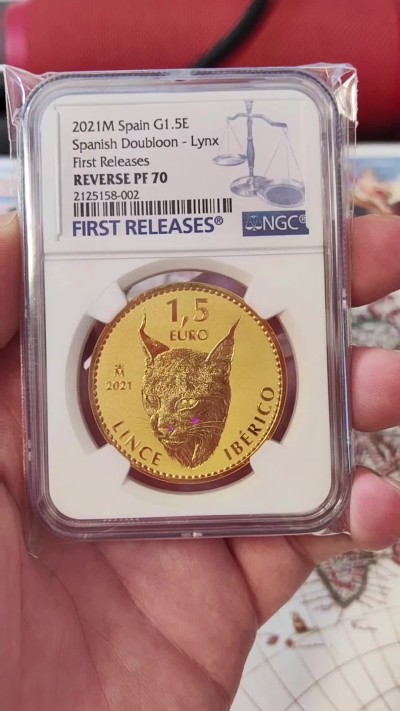 2021M Spain G1.5E
Spanish Doubloon - Lynx
First Releases
REVERSE PF 70
2125158-002
FIRST RELEASES®
NGC®
1,5
EURO
M
2021
LINCE IBÉRICO